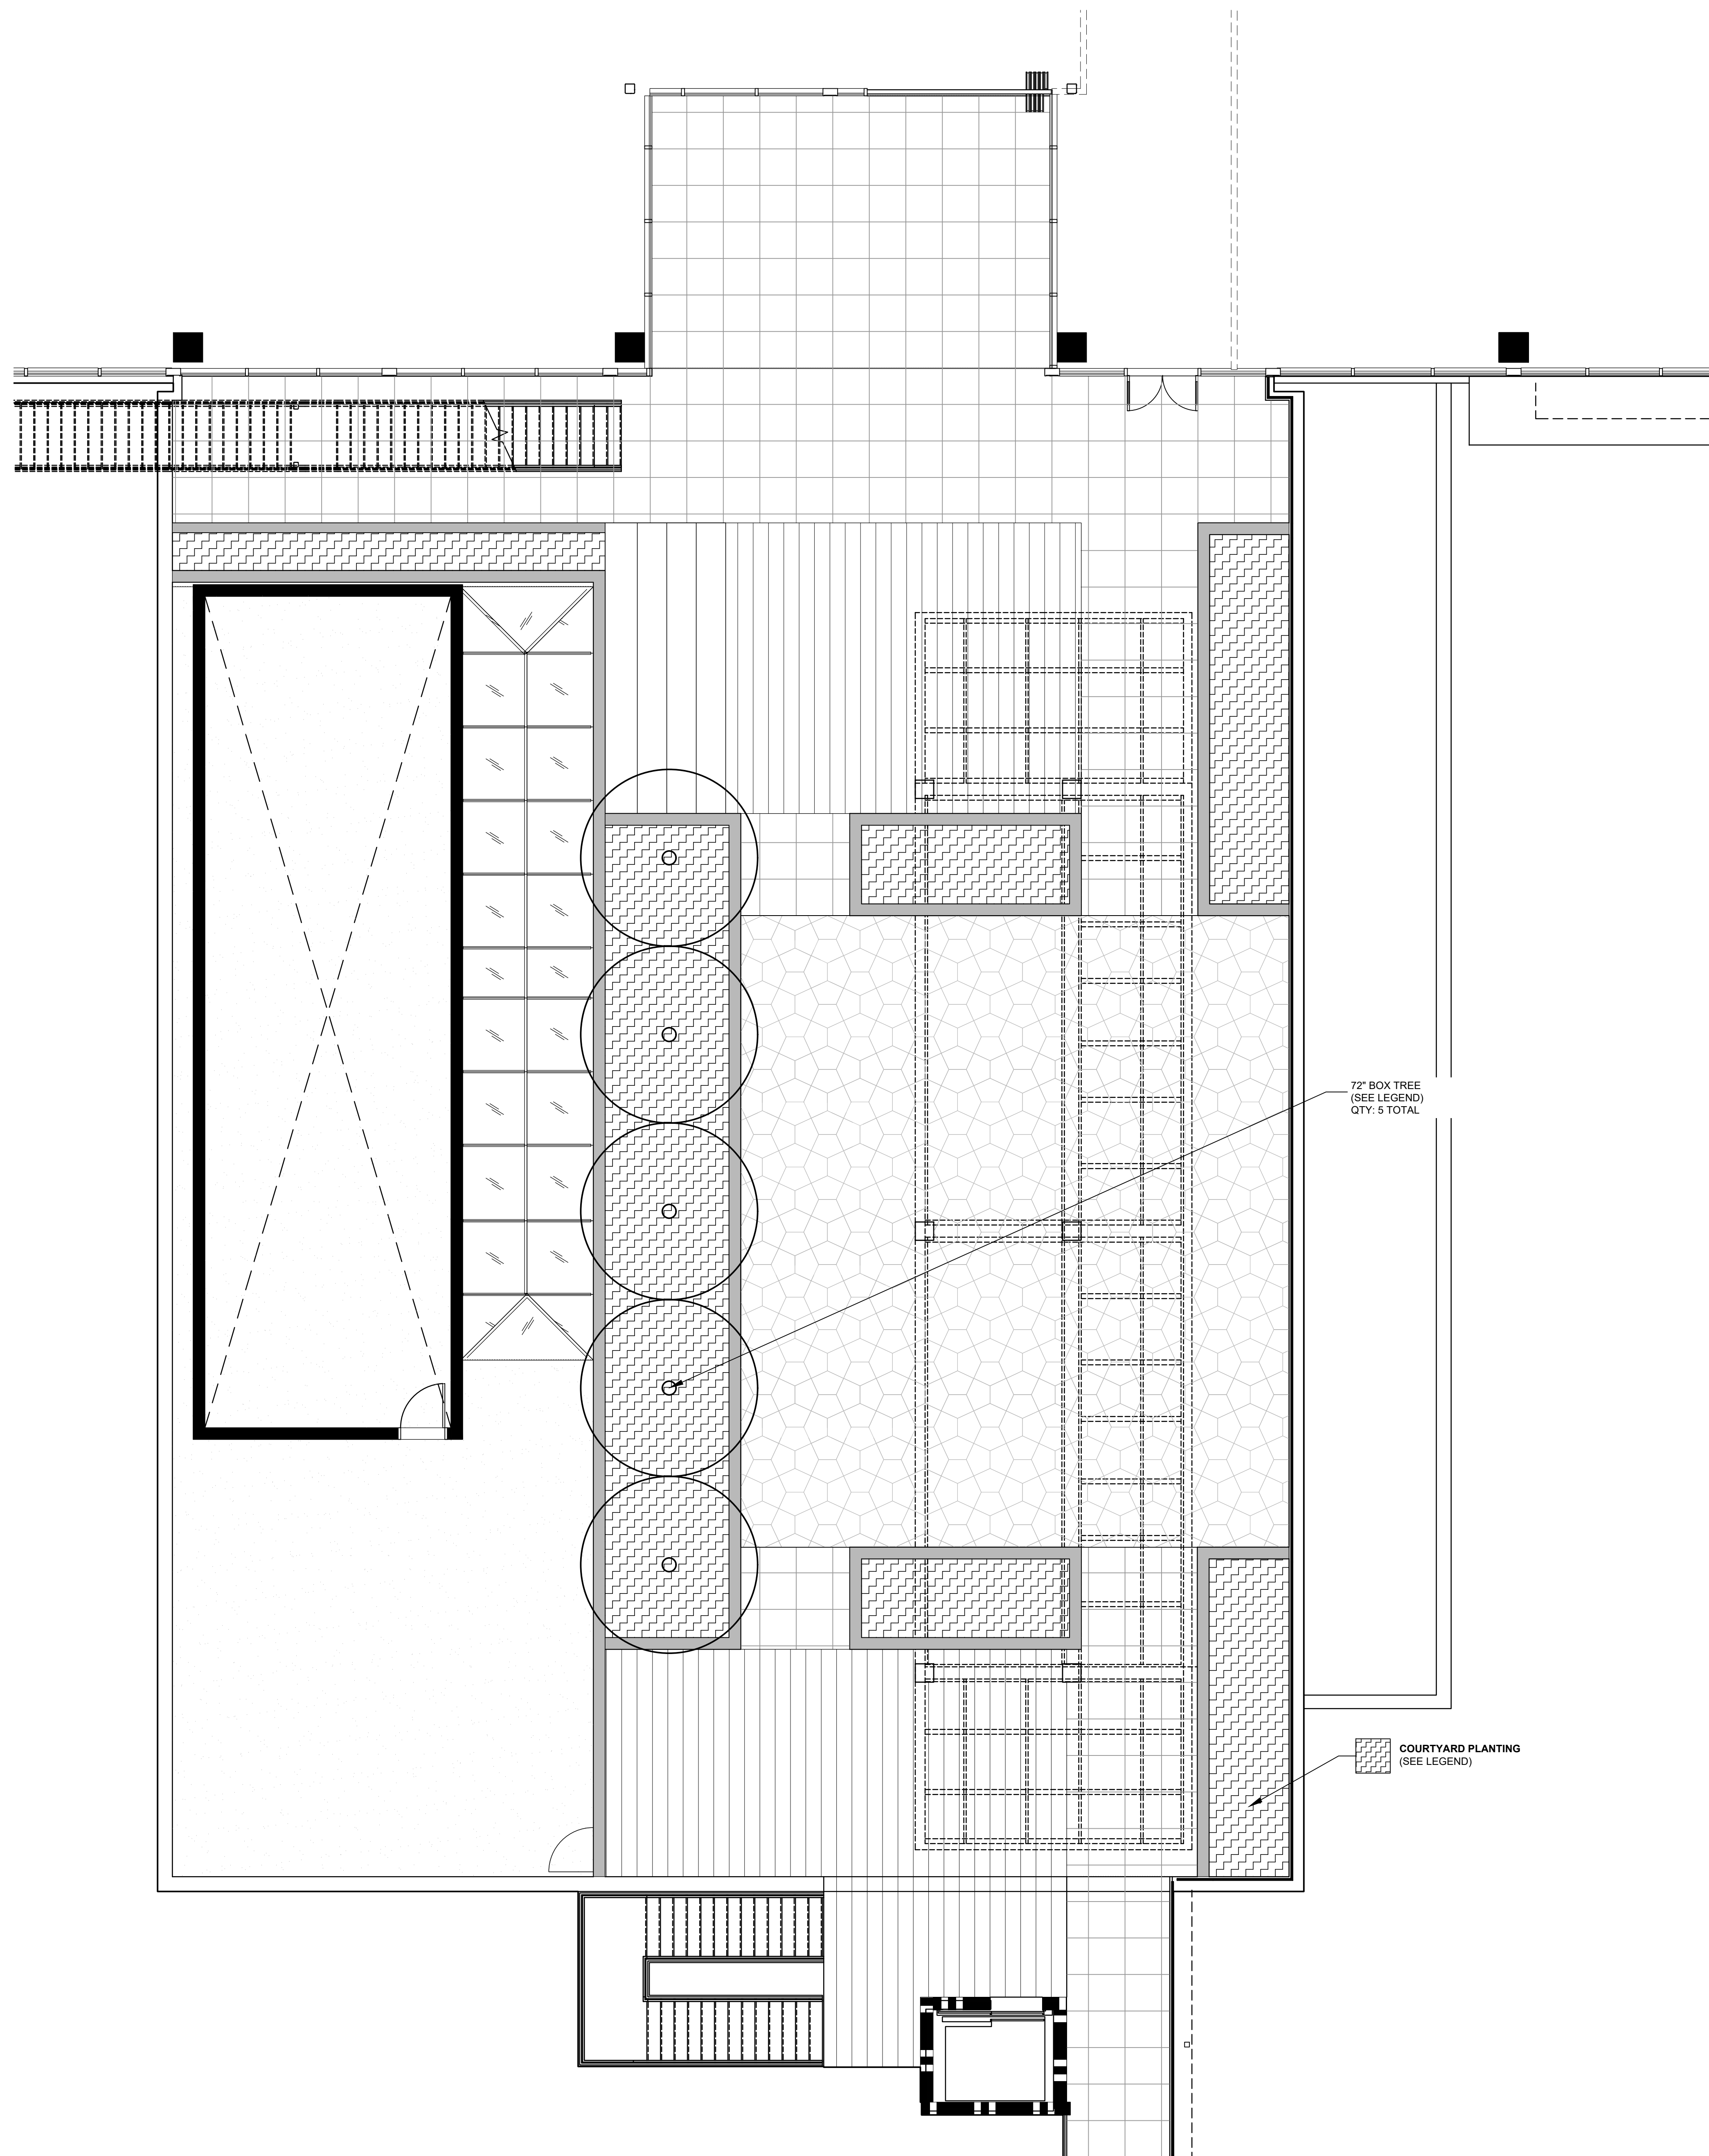 72" BOX TREE
(SEE LEGEND)
QTY: 5 TOTAL
COURTYARD PLANTING
(SEE LEGEND)